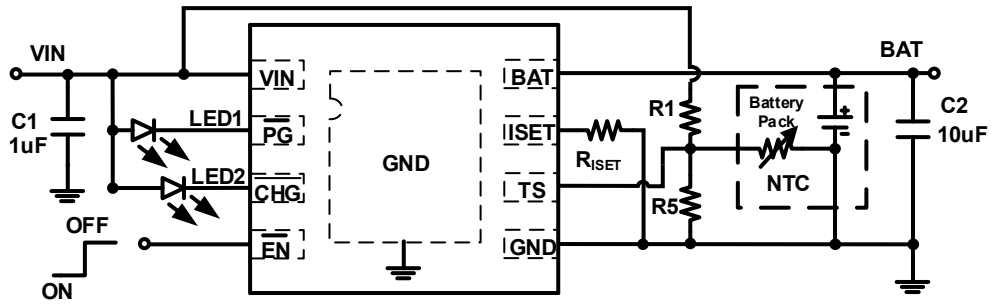 VIN
BAT
VIN
BAT
C1
1uF
LED1
PG
ISET
R1
Battery
Pack
C2
10uF
RISET
GND
LED2
CHG
TS
NTC
R5
OFF
EN
GND
ON